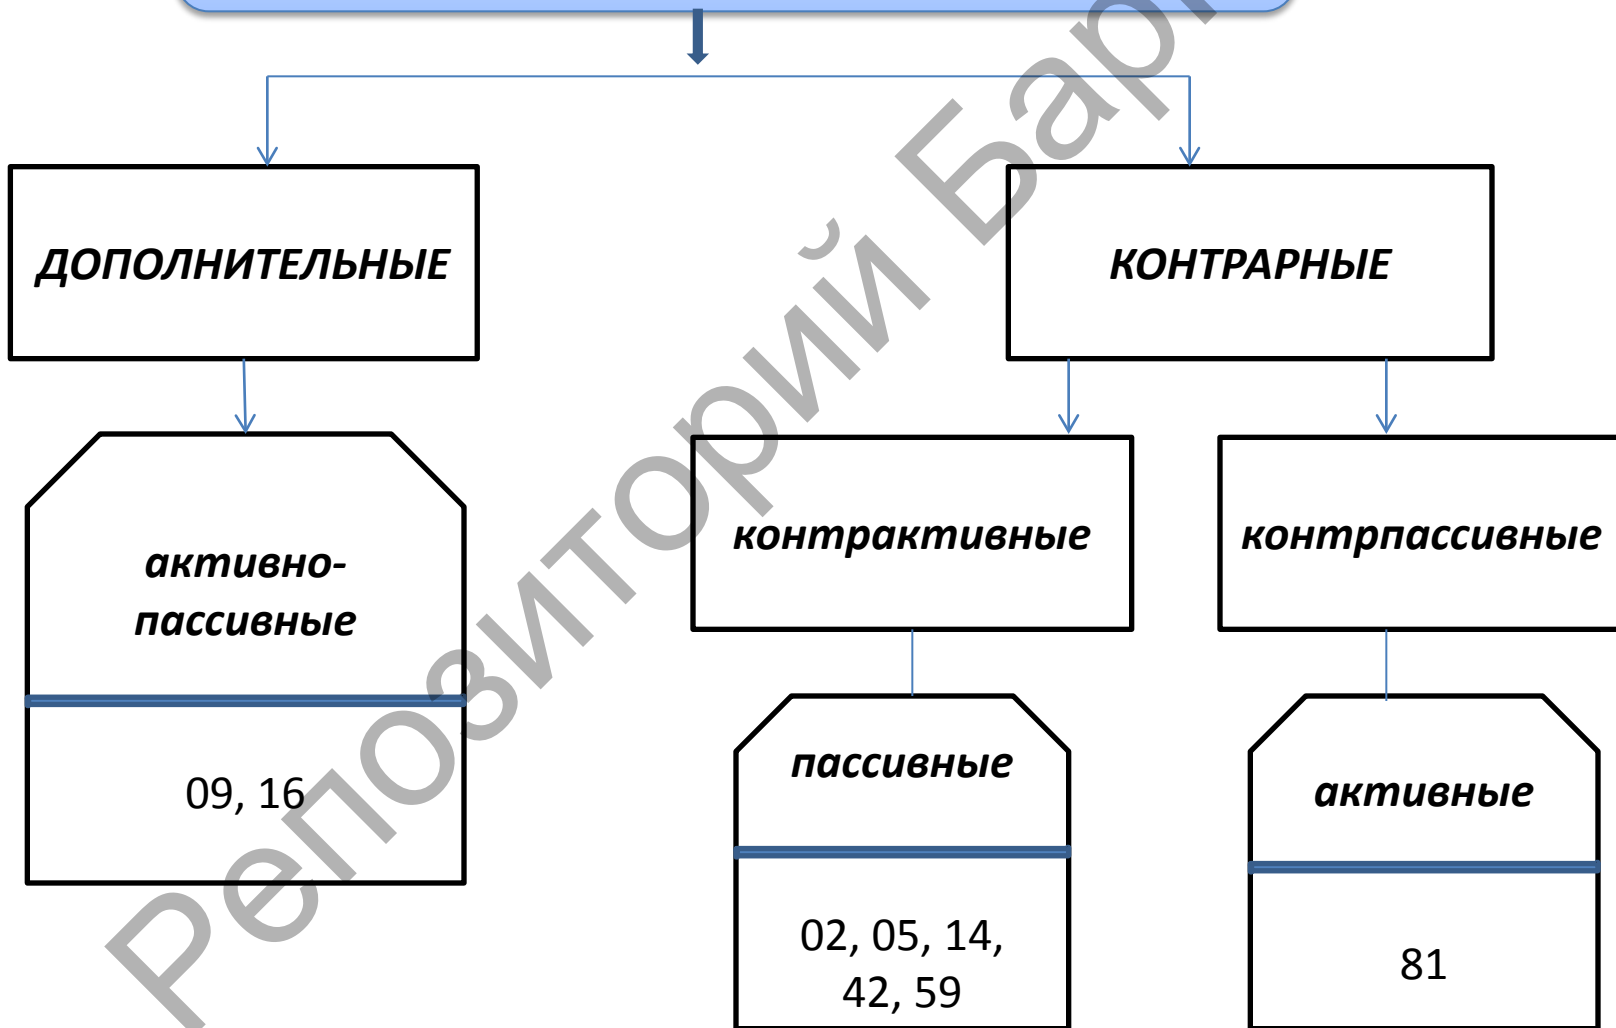 ДОПОЛНИТЕЛЬНЫЕ
КОНТРАРНЫЕ
активно-
пассивные
09, 16
контрактивные
контрпассивные
пассивные
02, 05, 14,
42, 59
активные
81
Репозиторий Бар